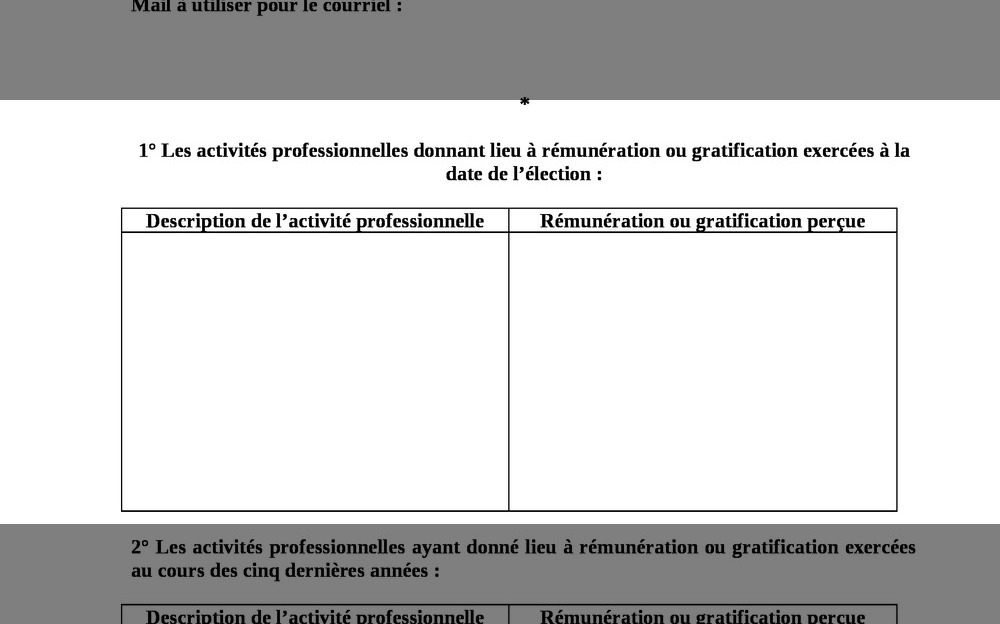 Mail à utiliser pour le courriel :
*
1° Les activités professionnelles donnant lieu à rémunération ou gratification exercées à la
date de l’élection :
Description de l’activité professionnelle Rémunération ou gratification perçue
2° Les activités professionnelles ayant donné lieu à rémunération ou gratification exercées
au cours des cinq dernières années :
Description de l’activité professionnelle Rémunération ou gratification perçue